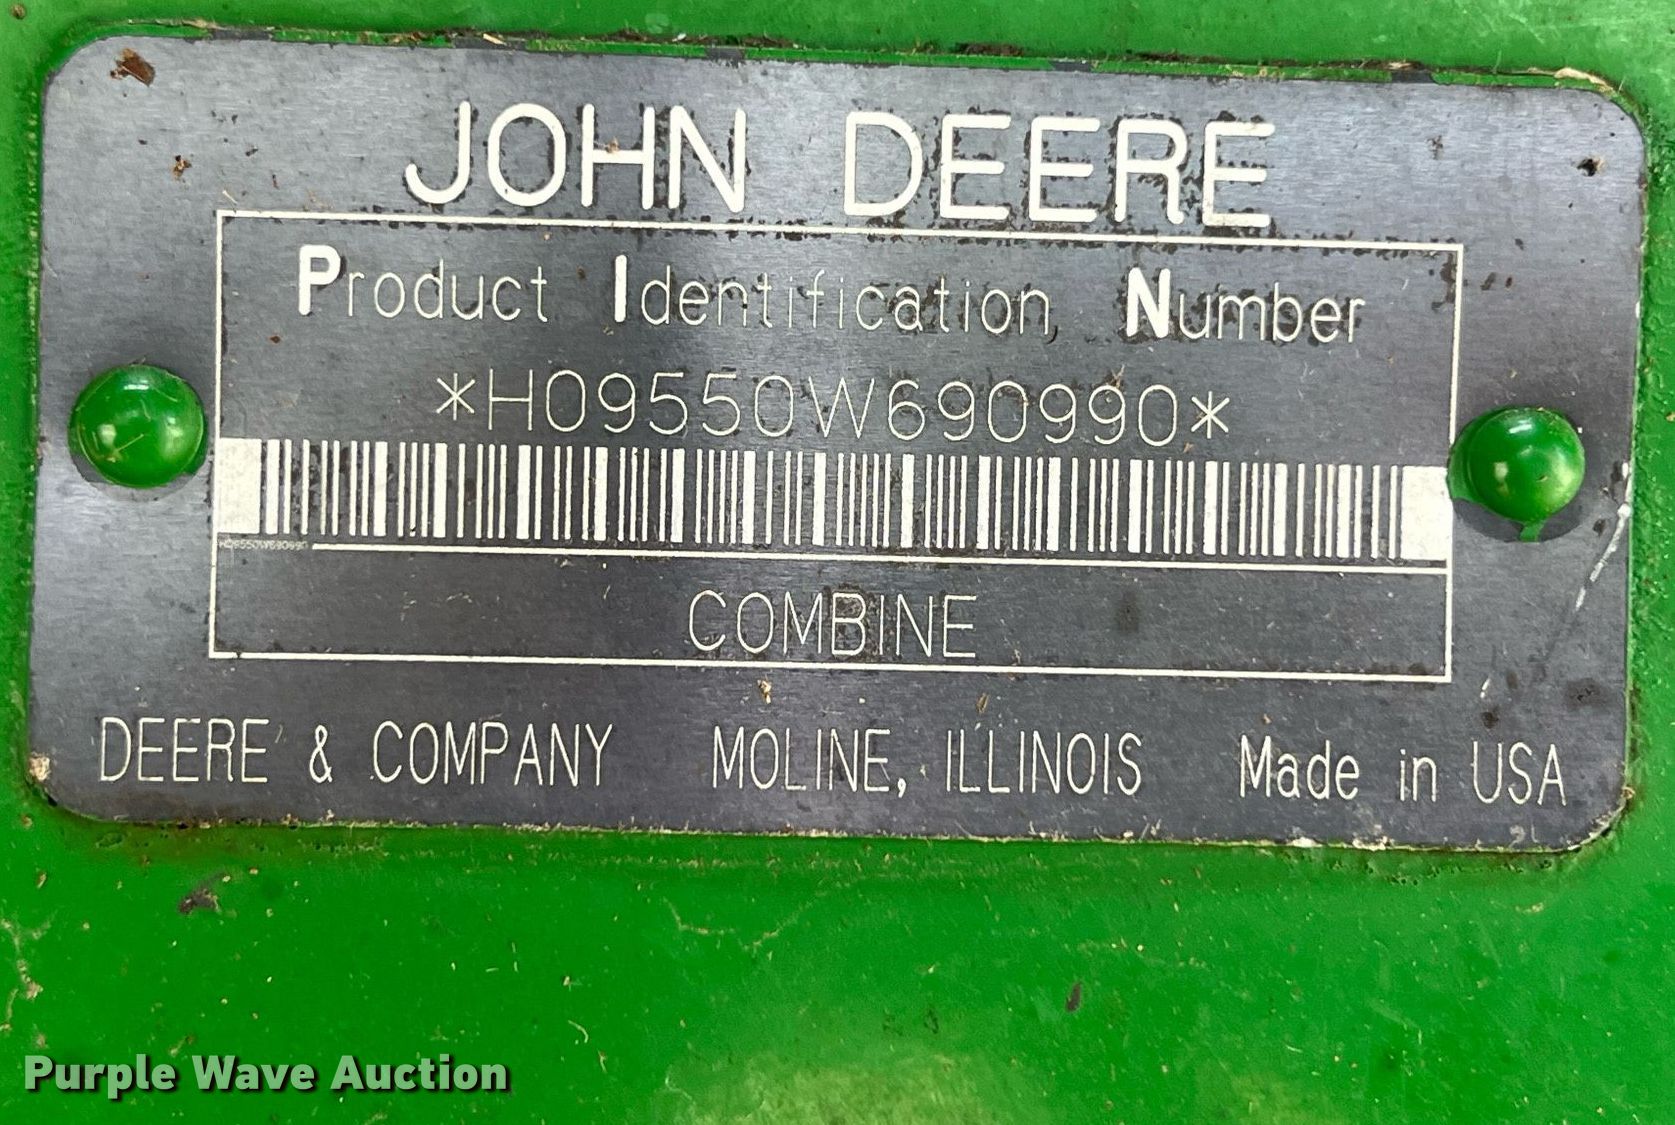 JOHN DEERE
Product Identification Number
*H09550W690990*
COMBINE
DEERE & COMPANY MOLINE, ILLINOIS Made in USA
Purple Wave Auction